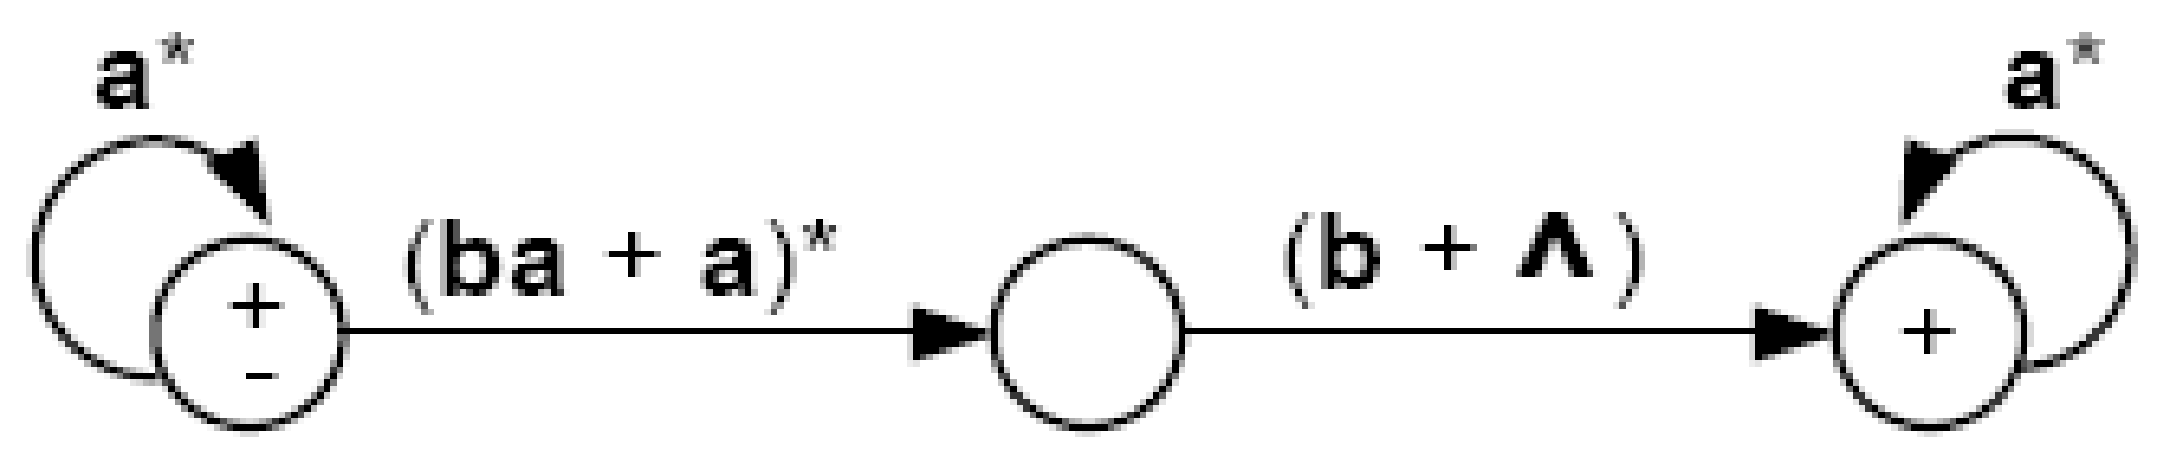 a* a*
(ba + a)* (b + Λ)
+ +
-